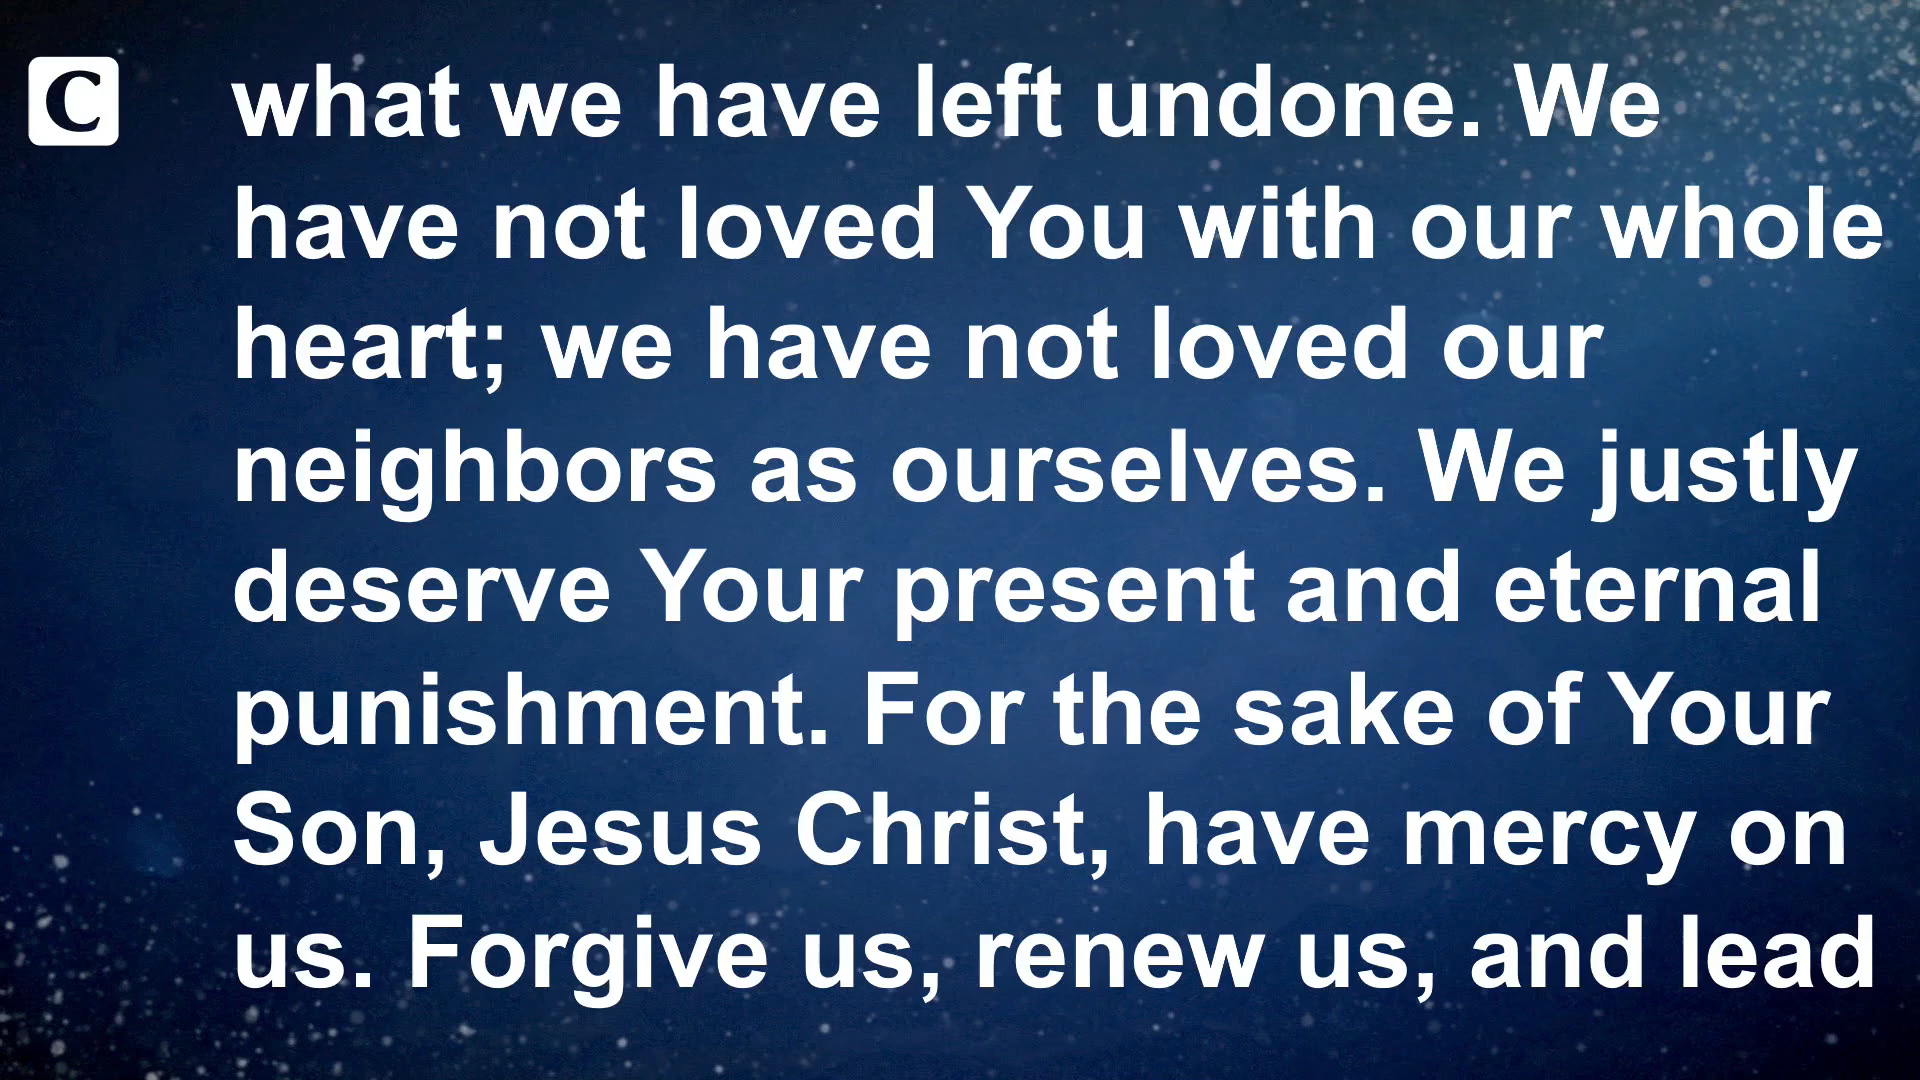 C
what we have left undone. We
have not loved You with our whole
heart; we have not loved our
neighbors as ourselves. We justly
deserve Your present and eternal
punishment. For the sake of Your
Son, Jesus Christ, have mercy on
us. Forgive us, renew us, and lead